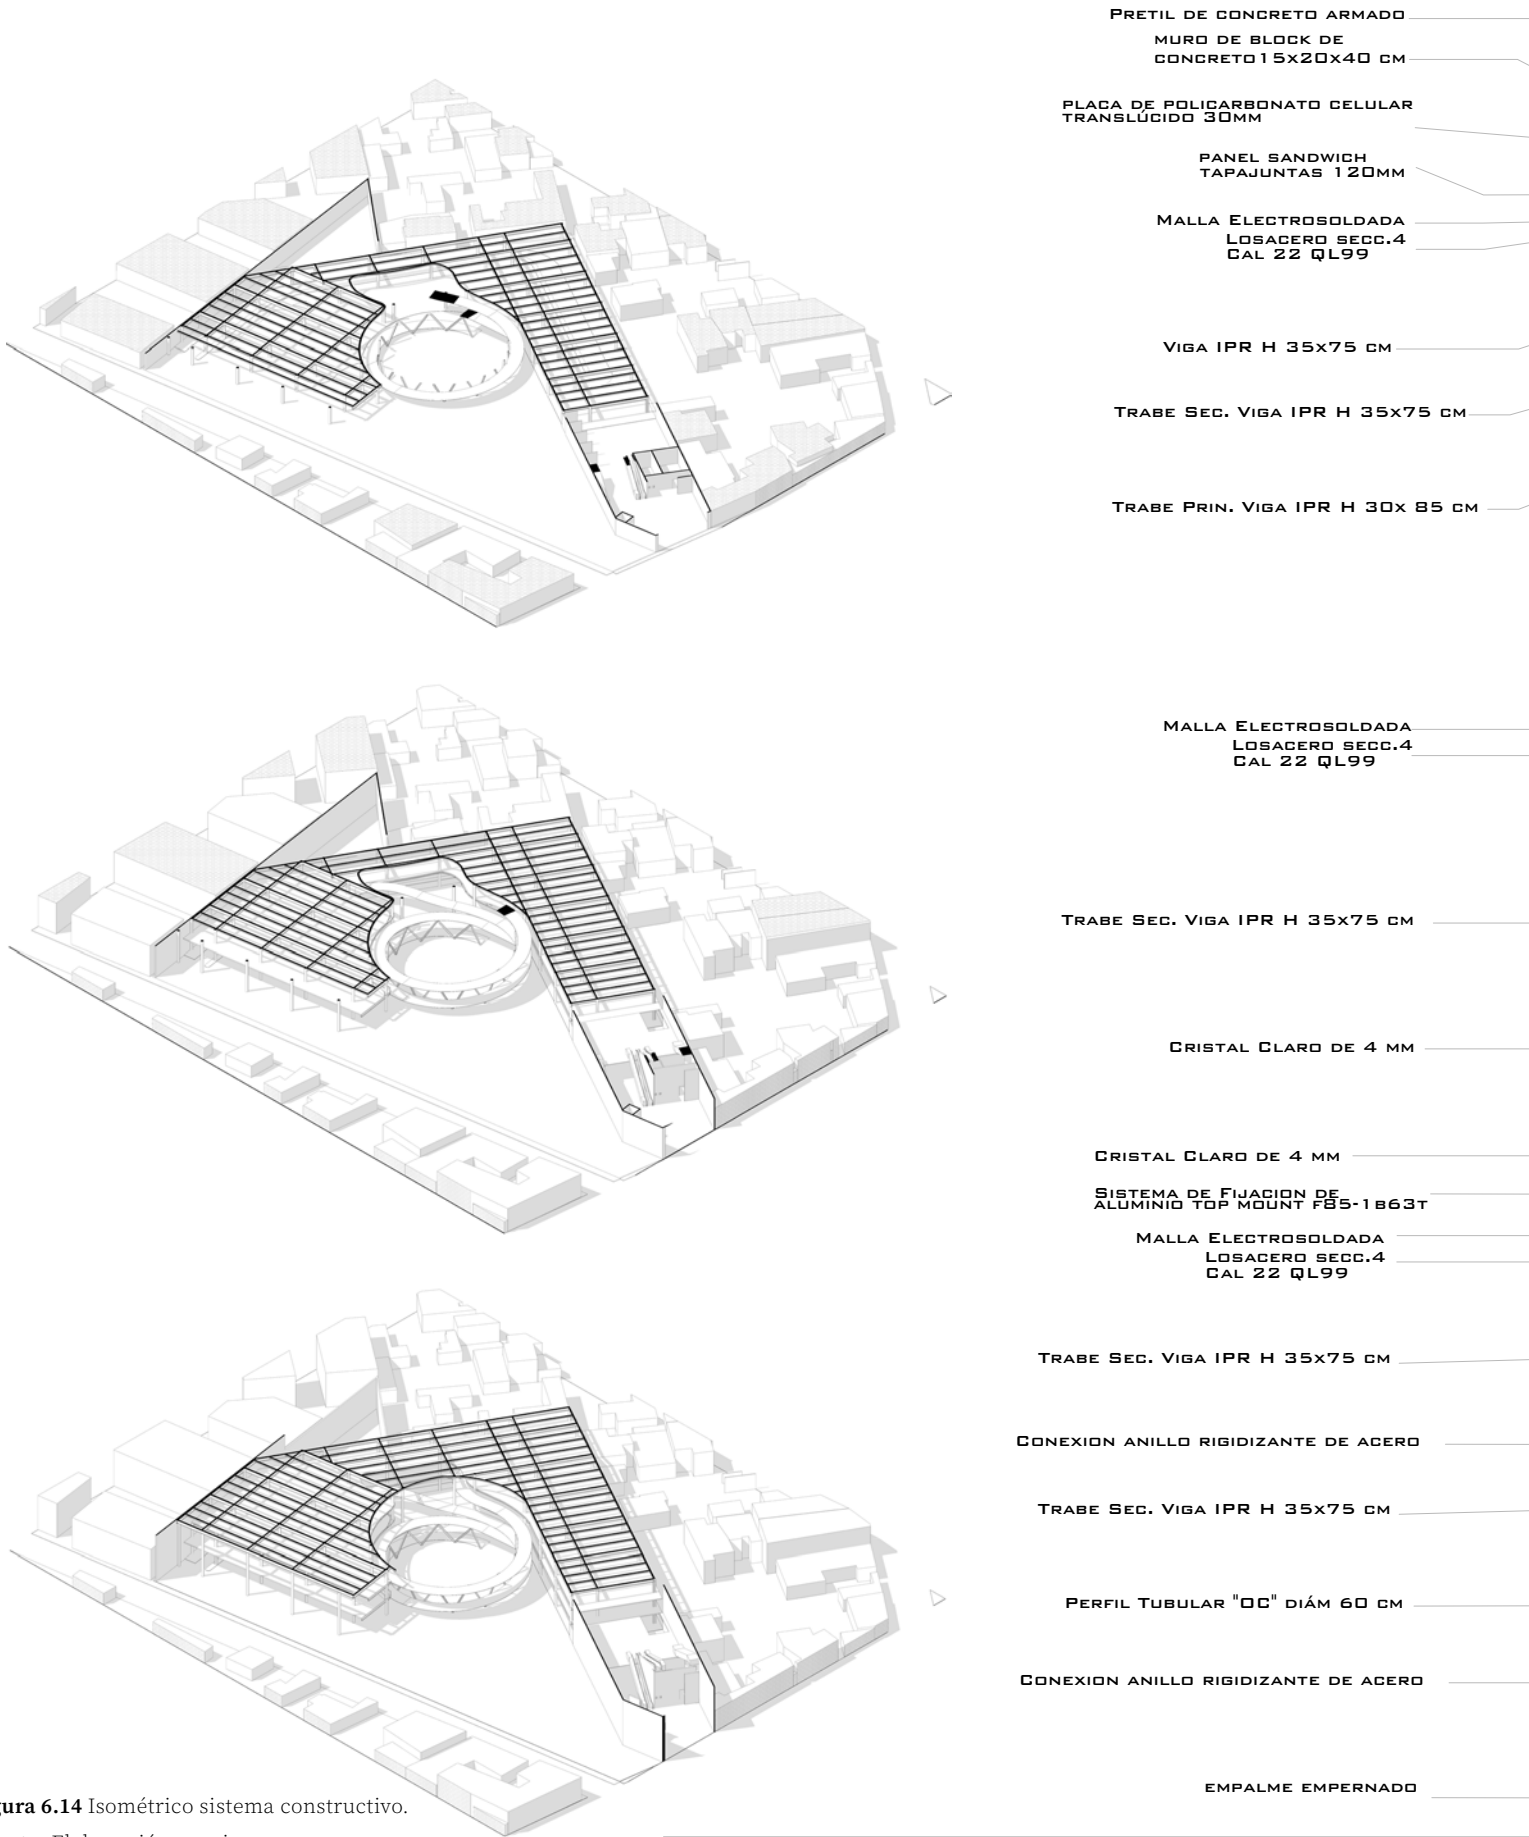 PRETIL DE CONCRETO ARMADO
MURO DE BLOCK DE
CONCRETO 15X20X40 CM
PLACA DE POLICARBONATO CELULAR
TRANSLÚCIDO 30MM
PANEL SANDWICH
TAPAJUNTAS 120MM
MALLA ELECTROSOLDADA
LOSACERO SECC.4
CAL 22 QL99
VIGA IPR H 35X75 CM
TRABE SEC. VIGA IPR H 35X75 CM
TRABE PRIN. VIGA IPR H 30X 85 CM
MALLA ELECTROSOLDADA
LOSACERO SECC.4
CAL 22 QL99
TRABE SEC. VIGA IPR H 35X75 CM
CRISTAL CLARO DE 4 MM
CRISTAL CLARO DE 4 MM
SISTEMA DE FIJACION DE
ALUMINIO TOP MOUNT F85-1B63T
MALLA ELECTROSOLDADA
LOSACERO SECC.4
CAL 22 QL99
TRABE SEC. VIGA IPR H 35X75 CM
CONEXION ANILLO RIGIDIZANTE DE ACERO
TRABE SEC. VIGA IPR H 35X75 CM
PERFIL TUBULAR "OC" DIÁM 60 CM
CONEXION ANILLO RIGIDIZANTE DE ACERO
EMPALME EMPERNADO
gura 6.14 Isométrico sistema constructivo.